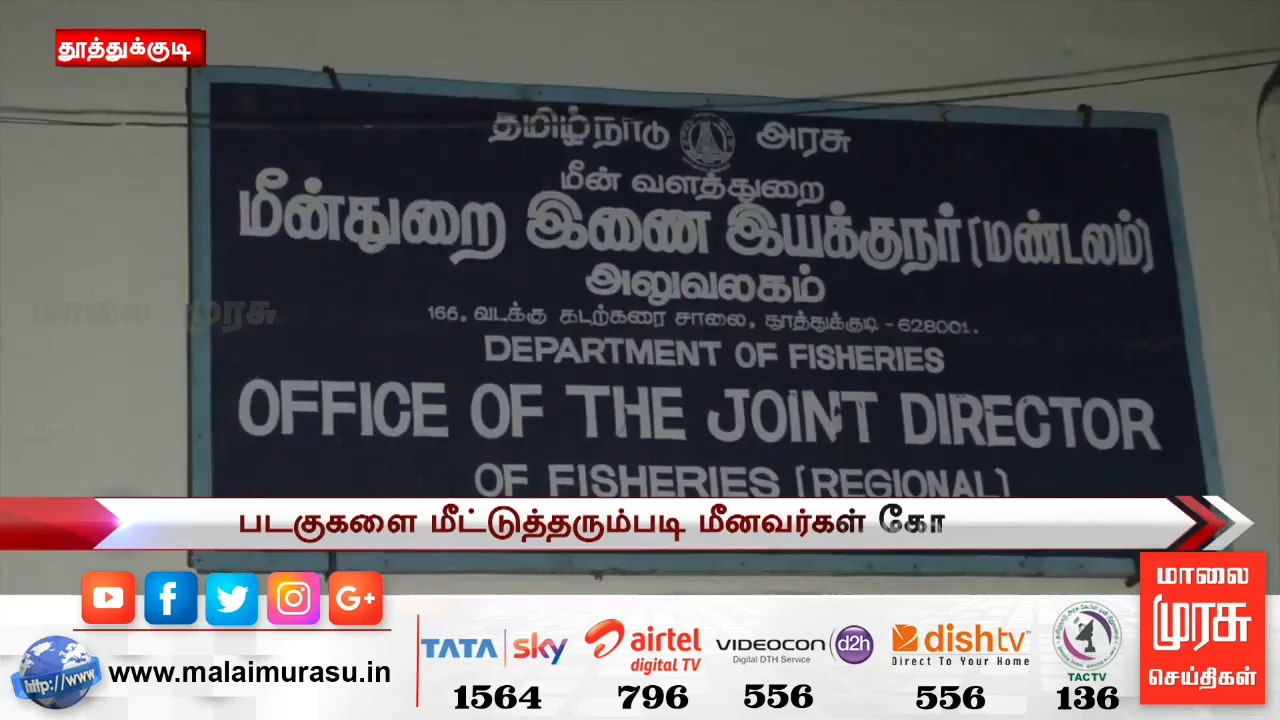 தூத்துக்குடி
தமிழ்நாடு அரசு
மீன் வளத்துறை
மீன்துறை இணை இயக்குநர் (மண்டலம்)
அலுவலகம்
மாலை முரசு
166, வடக்கு கடற்கரை சாலை, தூத்துக்குடி - 628001.
DEPARTMENT OF FISHERIES
OFFICE OF THE JOINT DIRECTOR
OF FISHERIES (REGIONAL)
படகுகளை மீட்டுத்தரும்படி மீனவர்கள் கோ
மாலை
முரசு
செய்திகள்
http://www
www.malaimurasu.in
TATA sky
1564
airtel
digital TV
796
VIDEOCON d2h
Digital DTH Service
556
dishtv
Direct To Your Home
556
TACTV
136